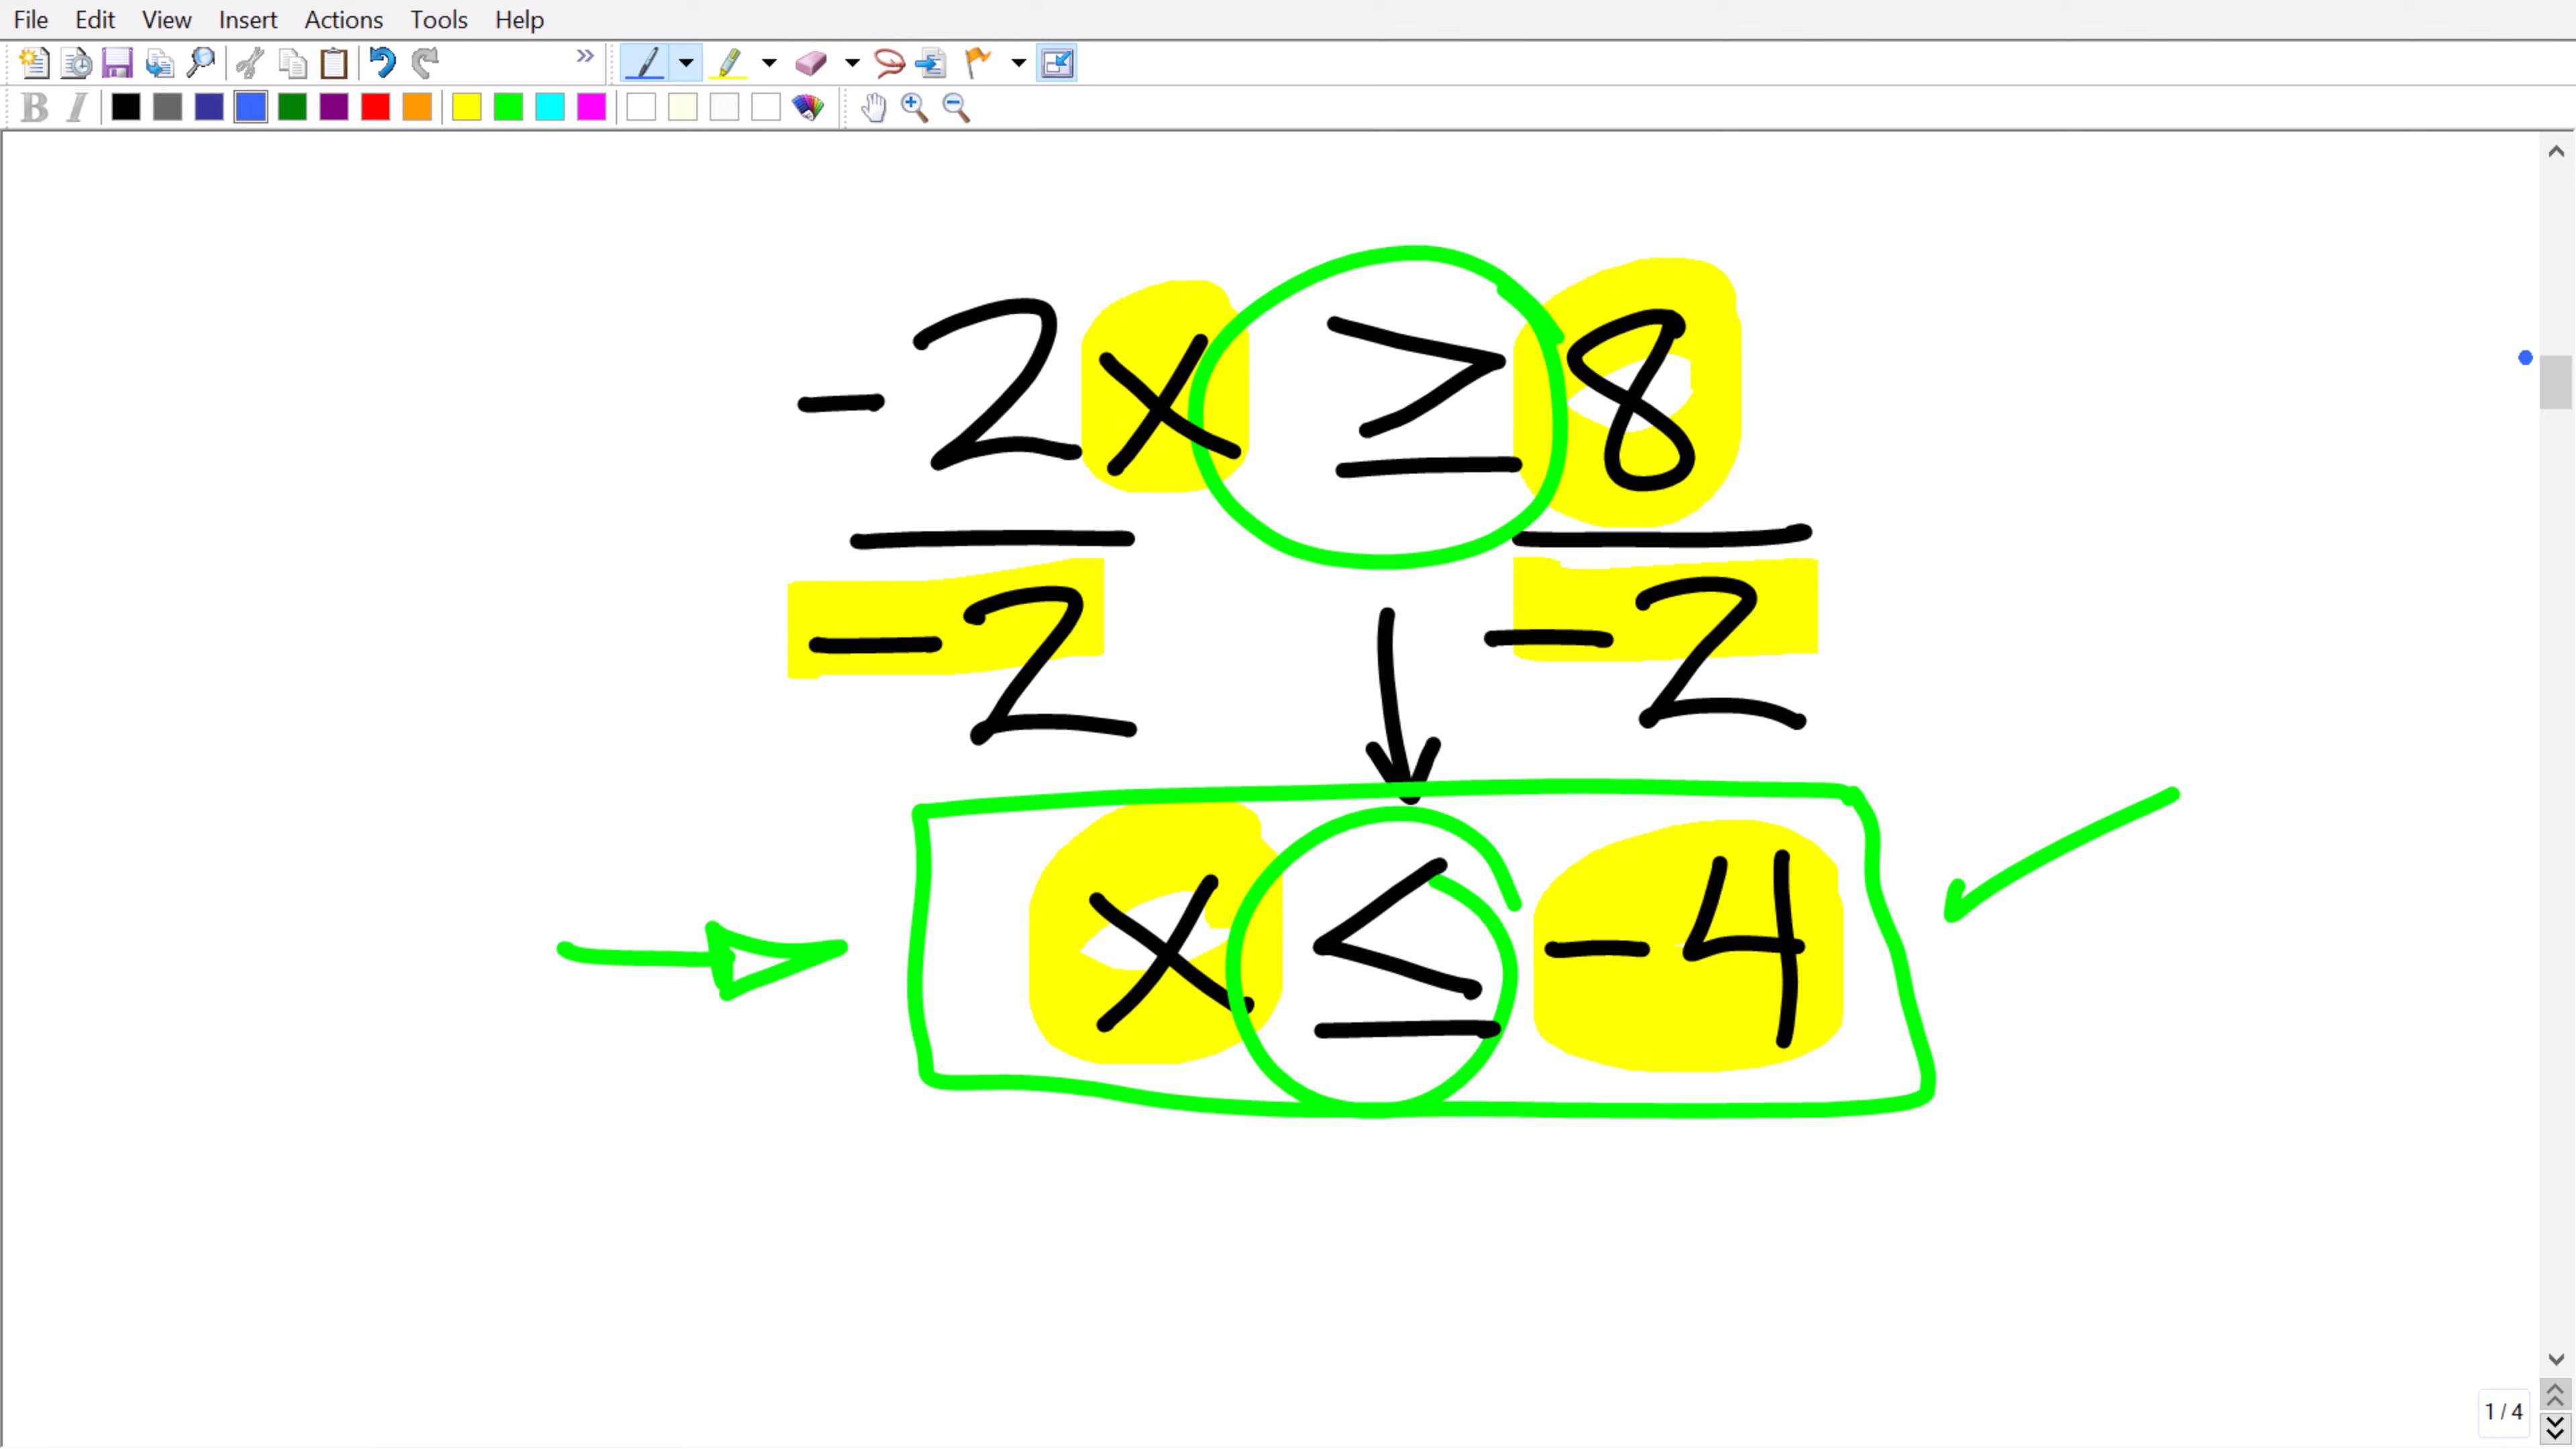 File Edit View Insert Actions Tools Help
B I
-2x ≥ 8
-2 -2
x ≤ -4
1 / 4